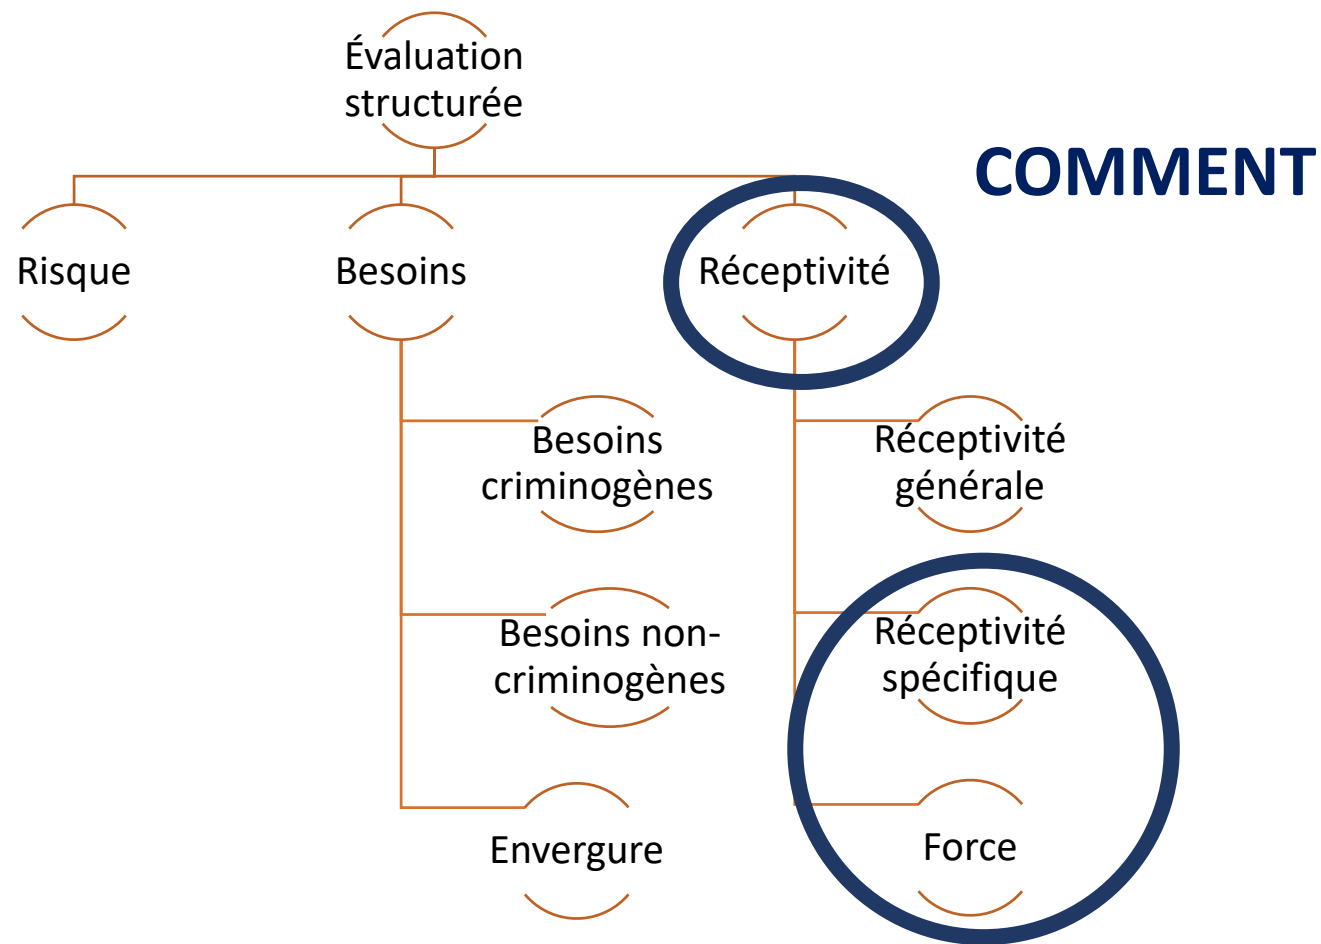 Évaluation
structurée
COMMENT
Risque
Besoins
Réceptivité
Besoins
criminogènes
Réceptivité
générale
Besoins non-
criminogènes
Réceptivité
spécifique
Envergure
Force